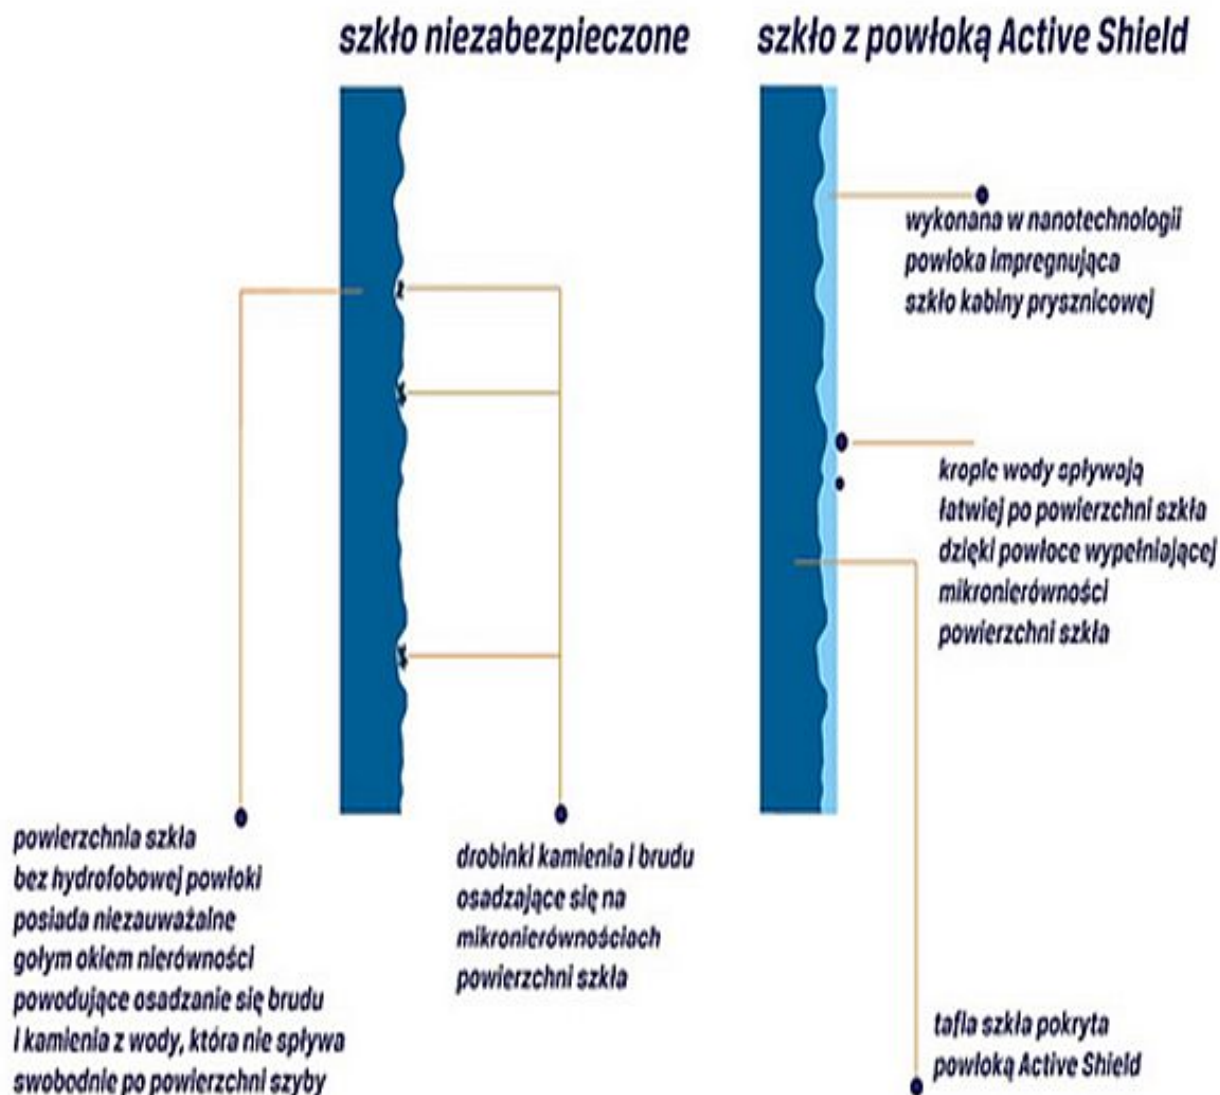 szkło niezabezpieczone
szkło z powłoką Active Shield
wykonana w nanotechnologii
powłoka impregnująca
szkło kabiny prysznicowej
krople wody spływają
łatwiej po powierzchni szkła
dzięki powłoce wypełniającej
mikronierówności
powierzchni szkła
powierzchnia szkła
bez hydrofobowej powłoki
posiada niezauważalne
gołym okiem nierówności
powodujące osadzanie się brudu
i kamienia z wody, która nie spływa
swobodnie po powierzchni szyby
drobinki kamienia i brudu
osadzające się na
mikronierównościach
powierzchni szkła
tafla szkła pokryta
powłoką Active Shield